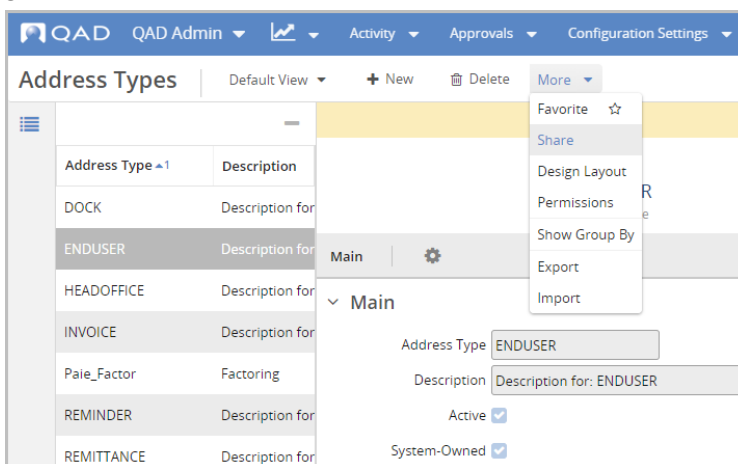 QAD QAD Admin Activity Approvals Configuration Settings
Address Types Default View + New Delete More
Favorite
Share
Address Type 1 Description
Design Layout
DOCK Description for
Permissions
R
e
ENDUSER Description for
Show Group By
Main
HEADOFFICE Description for
Export
Main
Import
INVOICE Description for
Address Type ENDUSER
Paie_Factor Factoring
Description Description for: ENDUSER
REMINDER Description for
Active
REMITTANCE Description for
System-Owned